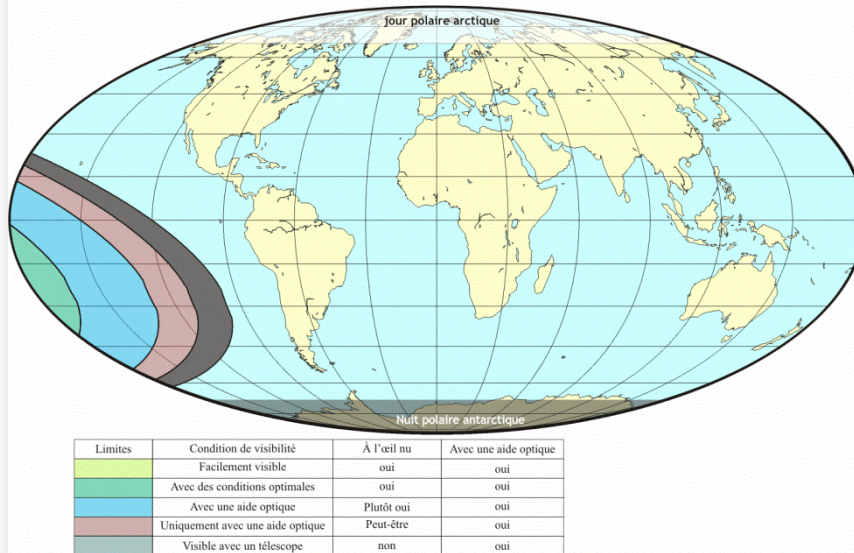 jour polaire arctique
Nuit polaire antarctique
Limites Condition de visibilité À l’œil nu Avec une aide optique
Facilement visible oui oui
Avec des conditions optimales oui oui
Avec une aide optique Plutôt oui oui
Uniquement avec une aide optique Peut-être oui
Visible avec un télescope non oui